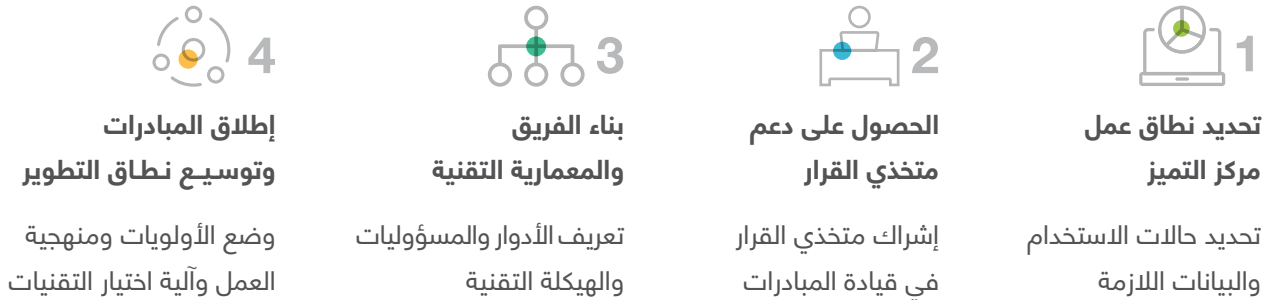 1
تحديد نطاق عمل
مركز التميز
تحديد حالات الاستخدام
والبيانات اللازمة
2
الحصول على دعم
متخذي القرار
إشراك متخذي القرار
في قيادة المبادرات
3
بناء الفريق
والمعمارية التقنية
تعريف الأدوار والمسؤوليات
والهيكلة التقنية
4
إطلاق المبادرات
وتوسيع نطاق التطوير
وضع الأولويات ومنهجية
العمل وآلية اختيار التقنيات